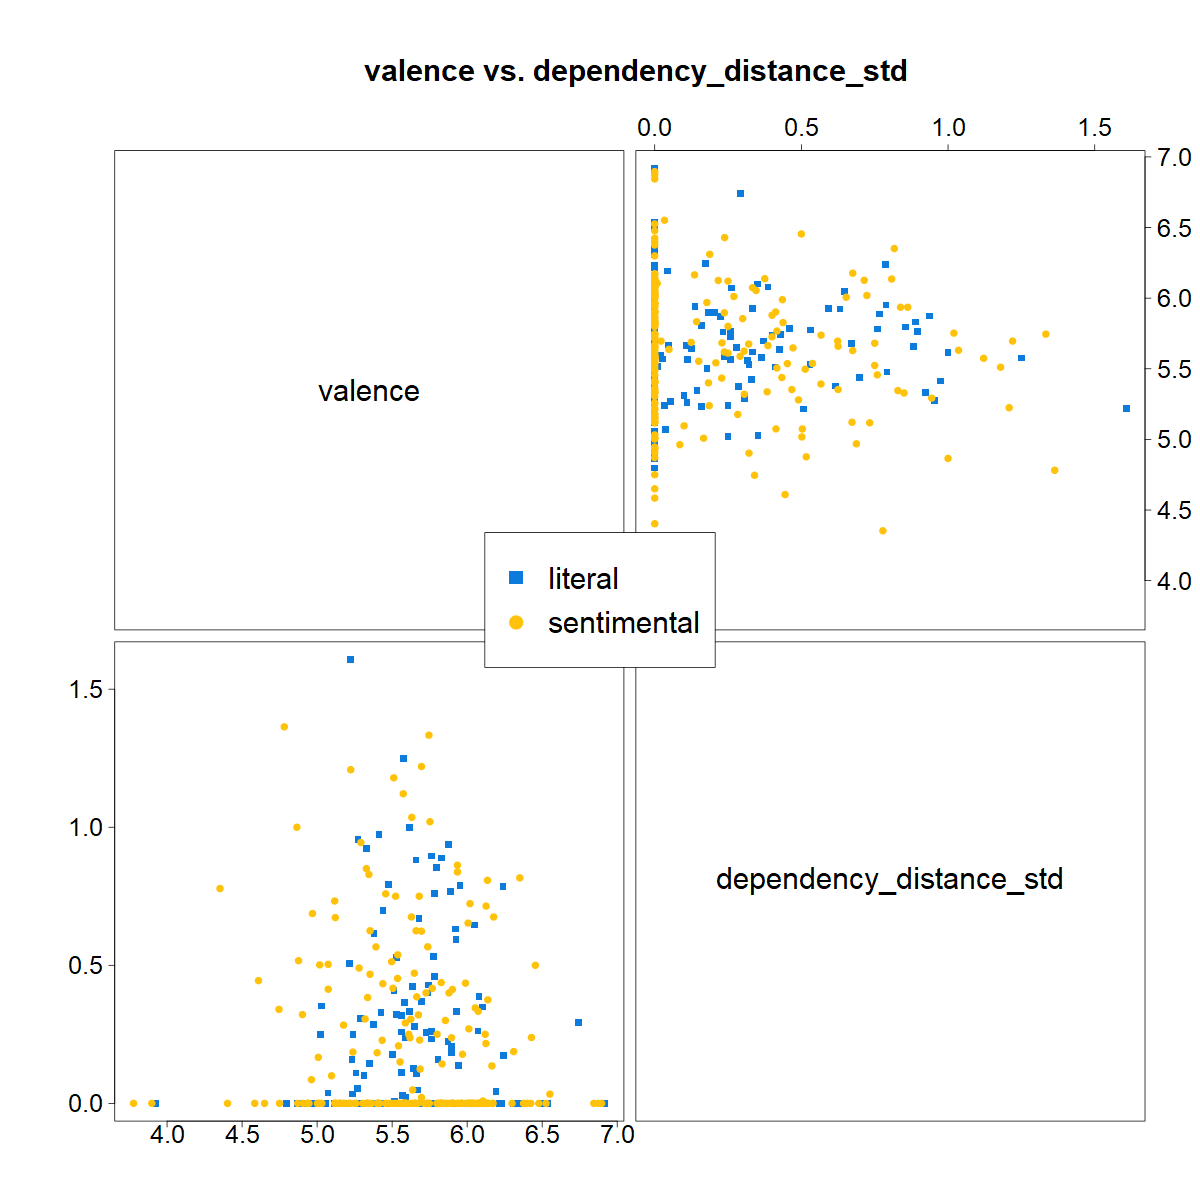 valence vs. dependency_distance_std
0.0 0.5 1.0 1.5
7.0
6.5
6.0
5.5
valence
5.0
4.5
literal
4.0
sentimental
1.5
1.0
dependency_distance_std
0.5
0.0
4.0 4.5 5.0 5.5 6.0 6.5 7.0